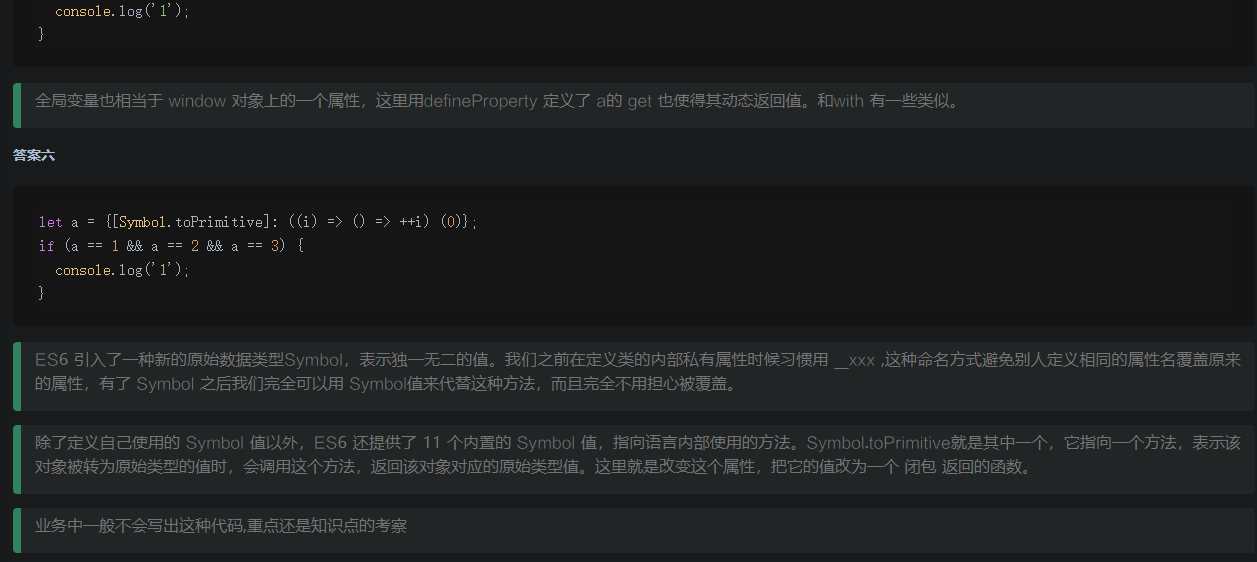 console.log('1');
}
全局变量也相当于 window 对象上的一个属性，这里用defineProperty 定义了 a的 get 也使得其动态返回值。和with 有一些类似。
答案六
let a = {[Symbol.toPrimitive]: ((i) => () => ++i) (0)};
if (a == 1 && a == 2 && a == 3) {
console.log('1');
}
ES6 引入了一种新的原始数据类型Symbol，表示独一无二的值。我们之前在定义类的内部私有属性时候习惯用 __xxx ,这种命名方式避免别人定义相同的属性名覆盖原来
的属性，有了 Symbol 之后我们完全可以用 Symbol值来代替这种方法，而且完全不用担心被覆盖。
除了定义自己使用的 Symbol 值以外，ES6 还提供了 11 个内置的 Symbol 值，指向语言内部使用的方法。Symbol.toPrimitive就是其中一个，它指向一个方法，表示该
对象被转为原始类型的值时，会调用这个方法，返回该对象对应的原始类型值。这里就是改变这个属性，把它的值改为一个 闭包 返回的函数。
业务中一般不会写出这种代码,重点还是知识点的考察